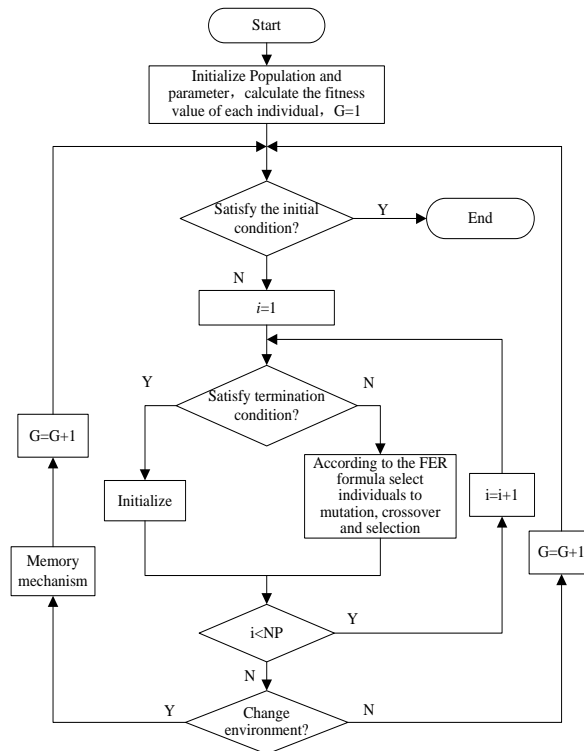 Start
Initialize Population and
parameter，calculate the fitness
value of each individual，G=1
Satisfy the initial
condition?
Y
End
N
i=1
Y
Satisfy termination
condition?
N
G=G+1
Initialize
According to the FER
formula select
individuals to
mutation, crossover
and selection
i=i+1
Memory
mechanism
G=G+1
i<NP
Y
N
Y
Change
environment?
N